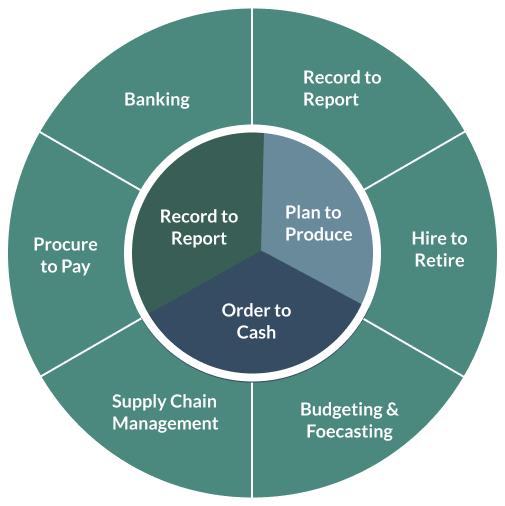 Banking
Record to
Report
Record to
Report
Plan to
Produce
Procure
to Pay
Hire to
Retire
Order to
Cash
Supply Chain
Management
Budgeting &
Foecasting